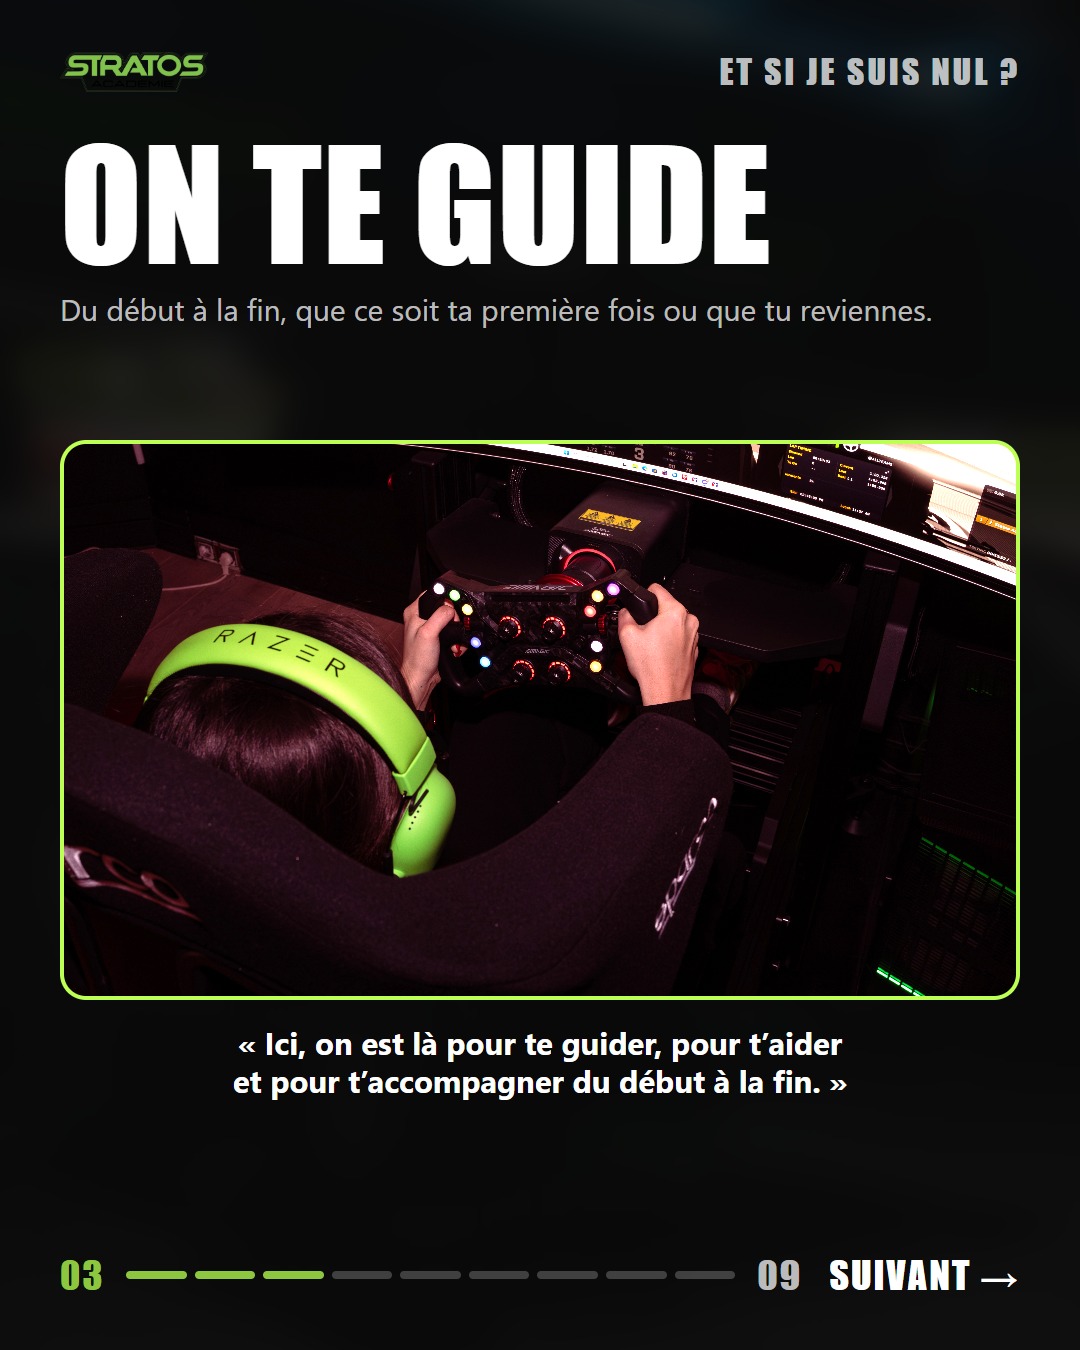 STRATOS
ACADEMIE
ET SI JE SUIS NUL ?
ON TE GUIDE
Du début à la fin, que ce soit ta première fois ou que tu reviennes.
3
RAZER
« Ici, on est là pour te guider, pour t’aider
et pour t’accompagner du début à la fin. »
03
09
SUIVANT →